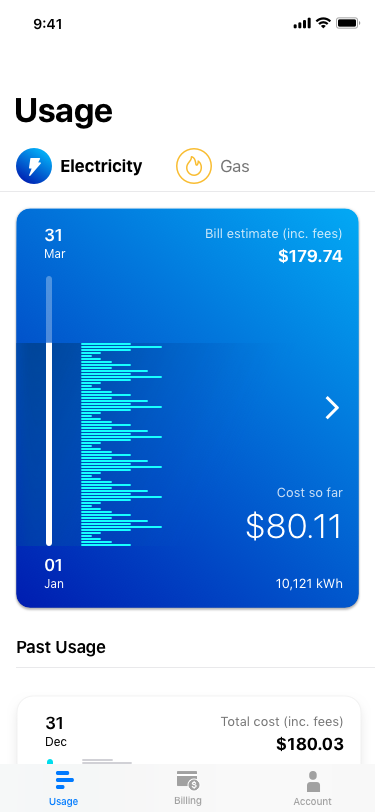 9:41
Usage
Electricity
Gas
31
Mar
Bill estimate (inc. fees)
$179.74
Cost so far
$80.11
01
Jan
10,121 kWh
Past Usage
31
Dec
Total cost (inc. fees)
$180.03
Usage
$
Billing
Account